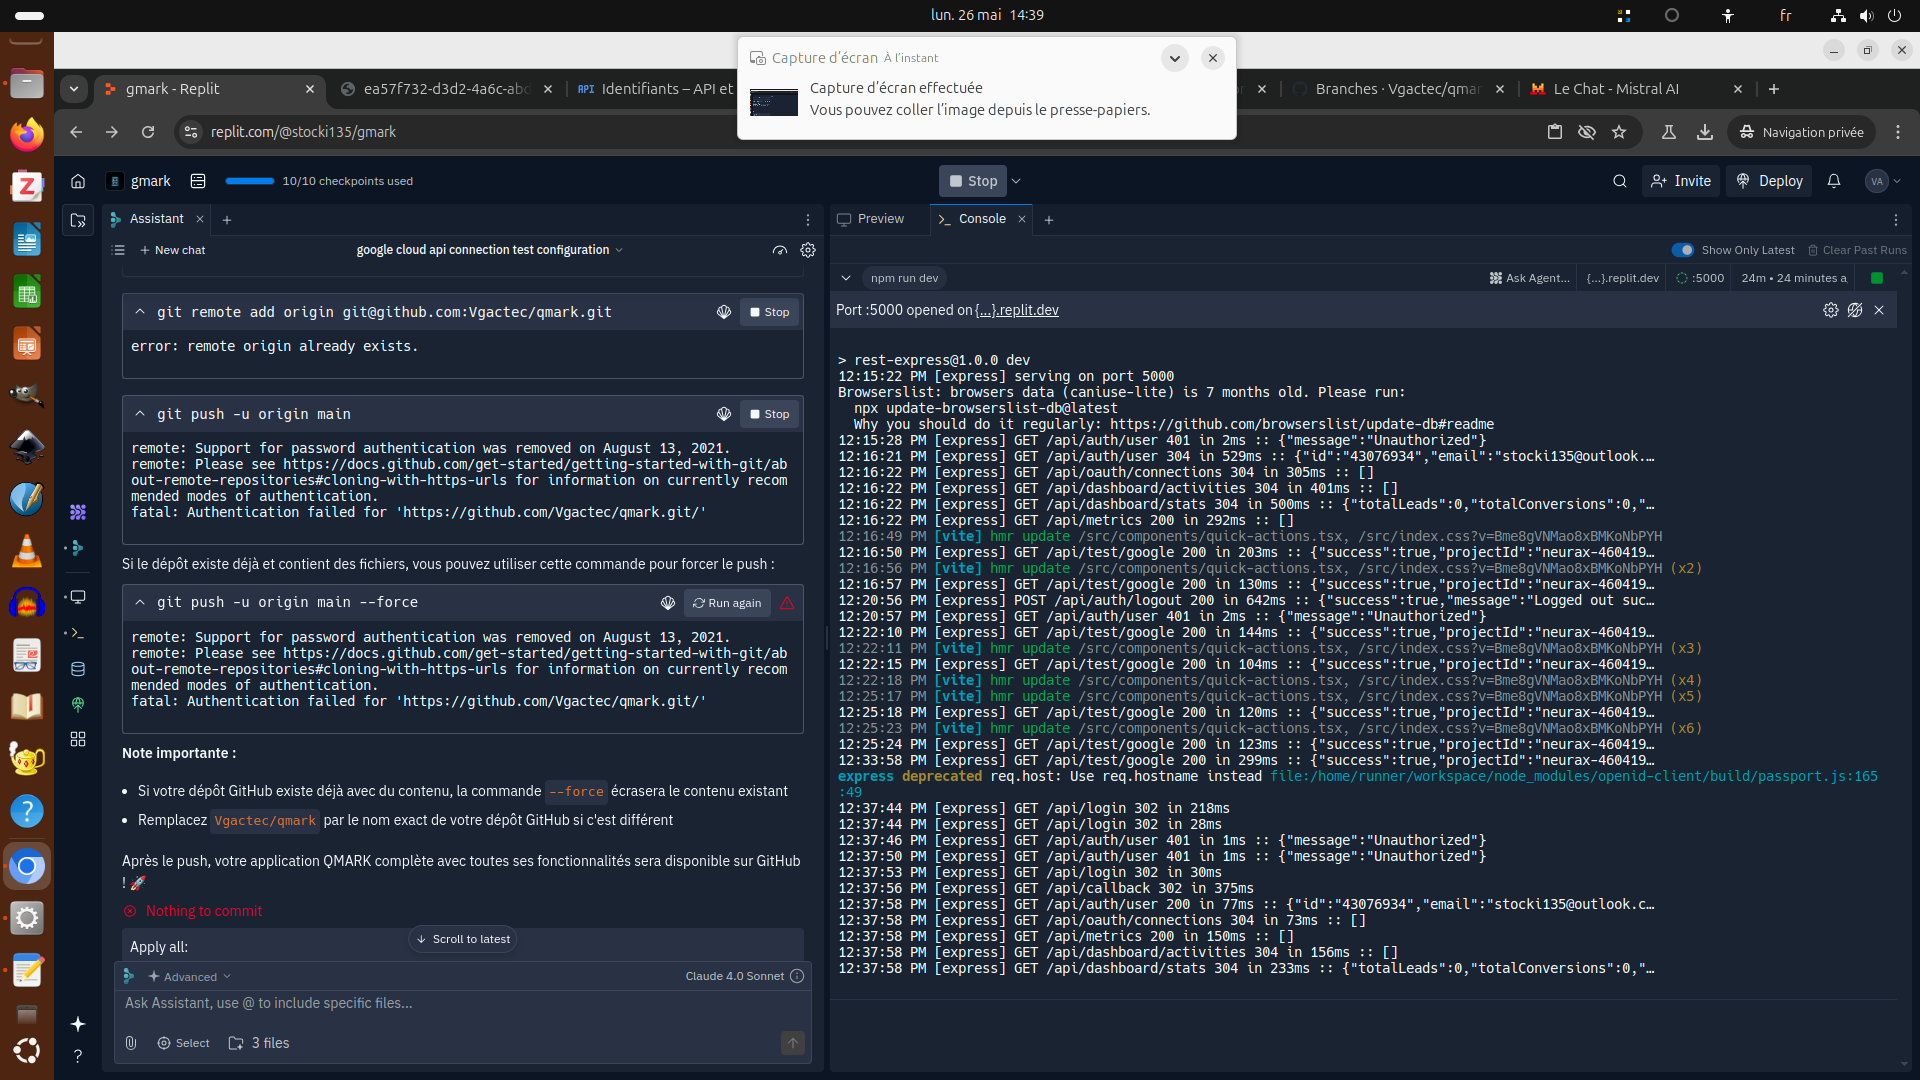 lun. 26 mai 14:39
fr
Capture d'écran À l'instant
Capture d'écran effectuée
Vous pouvez coller l'image depuis le presse-papiers.
gmark - Replit
ea57f732-d3d2-4a6c-abd
API Identifiants – API et
Branches · Vgactec/qmar
Le Chat - Mistral AI
replit.com/@stocki135/gmark
Navigation privée
gmark
10/10 checkpoints used
Stop
Invite
Deploy
VA
Assistant
New chat
google cloud api connection test configuration
git remote add origin git@github.com:Vgactec/qmark.git
Stop
error: remote origin already exists.
git push -u origin main
Stop
remote: Support for password authentication was removed on August 13, 2021.
remote: Please see https://docs.github.com/get-started/getting-started-with-git/ab
out-remote-repositories#cloning-with-https-urls for information on currently recom
mended modes of authentication.
fatal: Authentication failed for 'https://github.com/Vgactec/qmark.git/'
Si le dépôt existe déjà et contient des fichiers, vous pouvez utiliser cette commande pour forcer le push :
git push -u origin main --force
Run again
remote: Support for password authentication was removed on August 13, 2021.
remote: Please see https://docs.github.com/get-started/getting-started-with-git/ab
out-remote-repositories#cloning-with-https-urls for information on currently recom
mended modes of authentication.
fatal: Authentication failed for 'https://github.com/Vgactec/qmark.git/'
Note importante :
• Si votre dépôt GitHub existe déjà avec du contenu, la commande --force écrasera le contenu existant
• Remplacez Vgactec/qmark par le nom exact de votre dépôt GitHub si c'est différent
Après le push, votre application QMARK complète avec toutes ses fonctionnalités sera disponible sur GitHub
! 🚀
Nothing to commit
Apply all:
Scroll to latest
Advanced
Claude 4.0 Sonnet
Ask Assistant, use @ to include specific files...
Select
3 files
Preview
Console
Show Only Latest
Clear Past Runs
npm run dev
Ask Agent...
{...}.replit.dev
:5000
24m • 24 minutes a
Port :5000 opened on {...}.replit.dev
> rest-express@1.0.0 dev
12:15:22 PM [express] serving on port 5000
Browserslist: browsers data (caniuse-lite) is 7 months old. Please run:
npx update-browserslist-db@latest
Why you should do it regularly: https://github.com/browserslist/update-db#readme
12:15:28 PM [express] GET /api/auth/user 401 in 2ms :: {"message":"Unauthorized"}
12:16:21 PM [express] GET /api/auth/user 304 in 529ms :: {"id":"43076934","email":"stocki135@outlook.…
12:16:22 PM [express] GET /api/oauth/connections 304 in 305ms :: []
12:16:22 PM [express] GET /api/dashboard/activities 304 in 401ms :: []
12:16:22 PM [express] GET /api/dashboard/stats 304 in 500ms :: {"totalLeads":0,"totalConversions":0,"…
12:16:22 PM [express] GET /api/metrics 200 in 292ms :: []
12:16:49 PM [vite] hmr update /src/components/quick-actions.tsx, /src/index.css?v=Bme8gVNMao8xBMKoNbPYH
12:16:50 PM [express] GET /api/test/google 200 in 203ms :: {"success":true,"projectId":"neurax-460419…
12:16:56 PM [vite] hmr update /src/components/quick-actions.tsx, /src/index.css?v=Bme8gVNMao8xBMKoNbPYH (x2)
12:16:57 PM [express] GET /api/test/google 200 in 130ms :: {"success":true,"projectId":"neurax-460419…
12:20:56 PM [express] POST /api/auth/logout 200 in 642ms :: {"success":true,"message":"Logged out suc…
12:20:57 PM [express] GET /api/auth/user 401 in 2ms :: {"message":"Unauthorized"}
12:22:10 PM [express] GET /api/test/google 200 in 144ms :: {"success":true,"projectId":"neurax-460419…
12:22:11 PM [vite] hmr update /src/components/quick-actions.tsx, /src/index.css?v=Bme8gVNMao8xBMKoNbPYH (x3)
12:22:15 PM [express] GET /api/test/google 200 in 104ms :: {"success":true,"projectId":"neurax-460419…
12:22:18 PM [vite] hmr update /src/components/quick-actions.tsx, /src/index.css?v=Bme8gVNMao8xBMKoNbPYH (x4)
12:25:17 PM [vite] hmr update /src/components/quick-actions.tsx, /src/index.css?v=Bme8gVNMao8xBMKoNbPYH (x5)
12:25:18 PM [express] GET /api/test/google 200 in 120ms :: {"success":true,"projectId":"neurax-460419…
12:25:23 PM [vite] hmr update /src/components/quick-actions.tsx, /src/index.css?v=Bme8gVNMao8xBMKoNbPYH (x6)
12:25:24 PM [express] GET /api/test/google 200 in 123ms :: {"success":true,"projectId":"neurax-460419…
12:33:58 PM [express] GET /api/test/google 200 in 299ms :: {"success":true,"projectId":"neurax-460419…
express deprecated req.host: Use req.hostname instead file:/home/runner/workspace/node_modules/openid-client/build/passport.js:165
:49
12:37:44 PM [express] GET /api/login 302 in 218ms
12:37:44 PM [express] GET /api/login 302 in 28ms
12:37:46 PM [express] GET /api/auth/user 401 in 1ms :: {"message":"Unauthorized"}
12:37:50 PM [express] GET /api/auth/user 401 in 1ms :: {"message":"Unauthorized"}
12:37:53 PM [express] GET /api/login 302 in 30ms
12:37:56 PM [express] GET /api/callback 302 in 375ms
12:37:58 PM [express] GET /api/auth/user 200 in 77ms :: {"id":"43076934","email":"stocki135@outlook.c…
12:37:58 PM [express] GET /api/oauth/connections 304 in 73ms :: []
12:37:58 PM [express] GET /api/metrics 200 in 150ms :: []
12:37:58 PM [express] GET /api/dashboard/activities 304 in 156ms :: []
12:37:58 PM [express] GET /api/dashboard/stats 304 in 233ms :: {"totalLeads":0,"totalConversions":0,"…